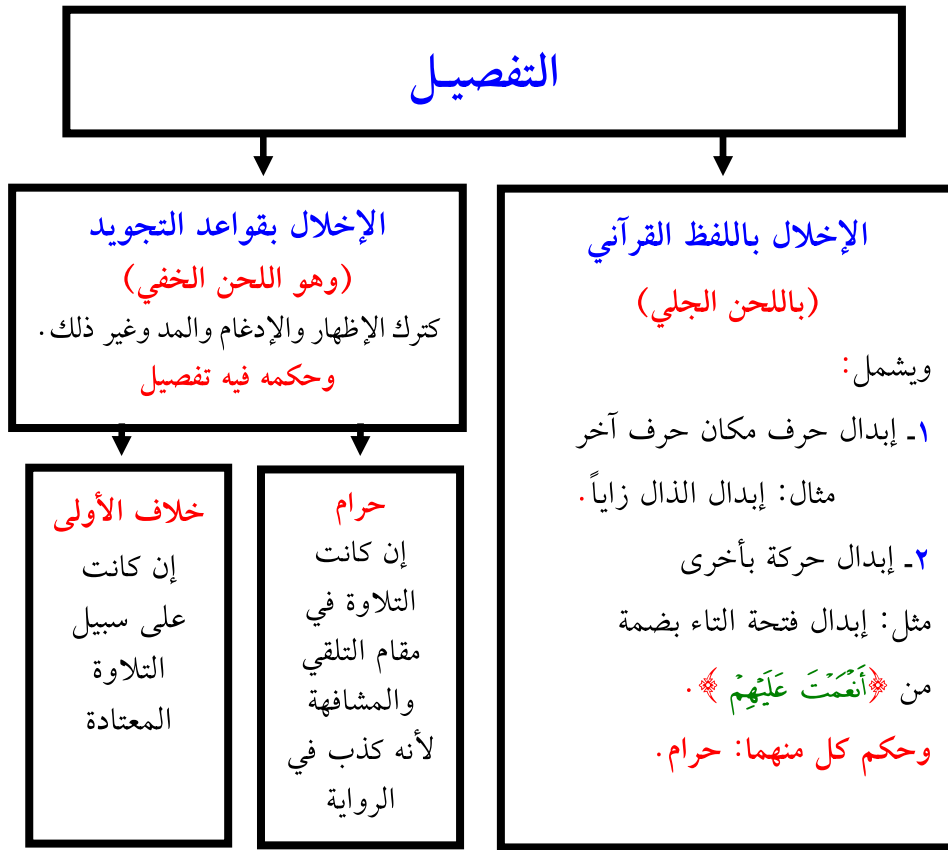 التفصيـل
الإخلال باللفظ القرآني
(باللحن الجلي)
ويشمل:
١ـ إبدال حرف مكان حرف آخر
مثال: إبدال الذال زاياً.
٢ـ إبدال حركة بأخرى
مثل: إبدال فتحة التاء بضمة
من ﴿أَنْعَمْتَ عَلَيْهِمْ﴾.
وحكم كل منهما: حرام.
الإخلال بقواعد التجويد
(وهو اللحن الخفي)
كترك الإظهار والإدغام والمد وغير ذلك.
وحكمه فيه تفصيل
حرام
إن كانت
التلاوة في
مقام التلقي
والمشافهة
لأنه كذب في
الرواية
خلاف الأولى
إن كانت
على سبيل
التلاوة
المعتادة